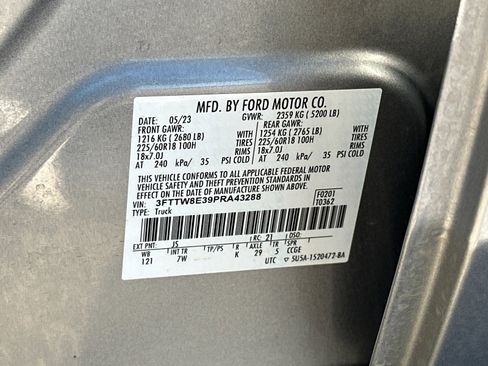 MFD. BY FORD MOTOR CO.
DATE: 05/23 GVWR: 2359 KG ( 5200 LB)
FRONT GAWR: REAR GAWR:
1216 KG ( 2680 LB) WITH 1254 KG ( 2765 LB) WITH
225/60R18 100H TIRES 225/60R18 100H TIRES
18x7.0J RIMS 18x7.0J RIMS
AT 240 kPa/ 35 PSI COLD AT 240 kPa/ 35 PSI COLD
THIS VEHICLE CONFORMS TO ALL APPLICABLE FEDERAL MOTOR
VEHICLE SAFETY AND THEFT PREVENTION STANDARDS IN
EFFECT ON THE DATE OF MANUFACTURE SHOWN ABOVE.
VIN: 3FTTW8E39PRA43288 F0201
TYPE: Truck T0362
EXT PNT: JS RC: 21 DSO:
WB INT TR TP/PS R AXLE TR SPR
121 7W K 29 5 CCGE
UTC 5U5A-1520472-BA